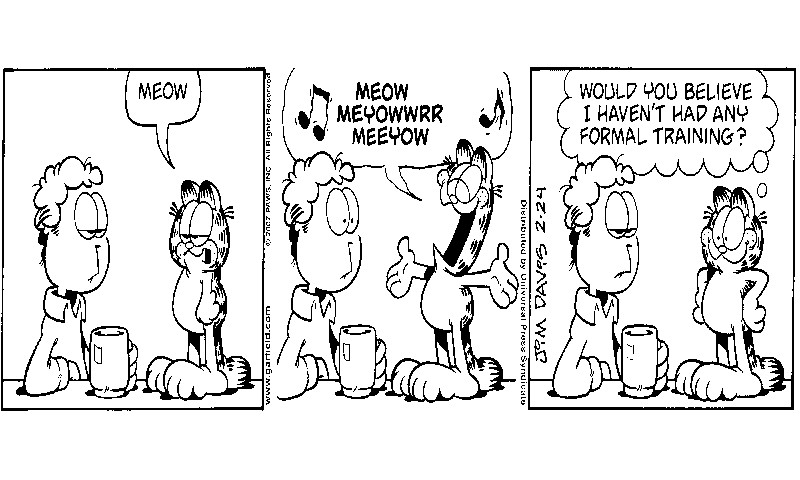 MEOW
© 2007 PAWS, INC. All Rights Reserved
www.garfield.com
MEOW
MEYOWWRR
MEEYOW
Distributed by Universal Press Syndicate
JIM DAVIS 2-24
WOULD YOU BELIEVE
I HAVEN'T HAD ANY
FORMAL TRAINING?